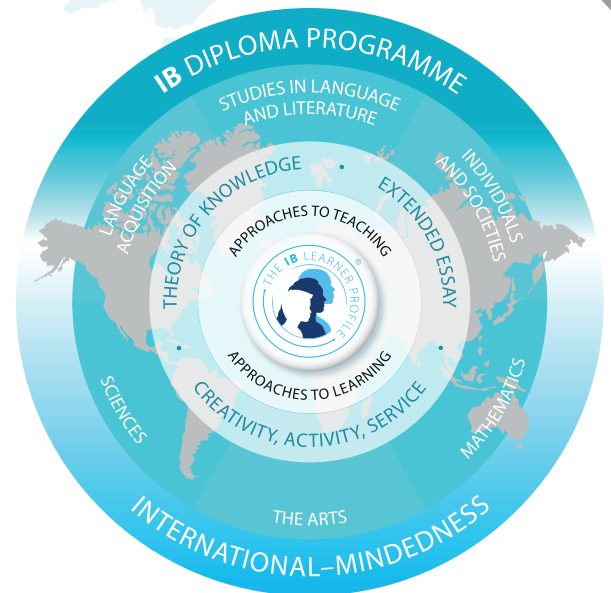 IB DIPLOMA PROGRAMME
STUDIES IN LANGUAGE
AND LITERATURE
LANGUAGE
ACQUISITION
INDIVIDUALS
AND SOCIETIES
THEORY OF KNOWLEDGE
EXTENDED ESSAY
APPROACHES TO TEACHING
THE IB LEARNER PROFILE
®
APPROACHES TO LEARNING
CREATIVITY, ACTIVITY, SERVICE
SCIENCES
MATHEMATICS
THE ARTS
INTERNATIONAL–MINDEDNESS